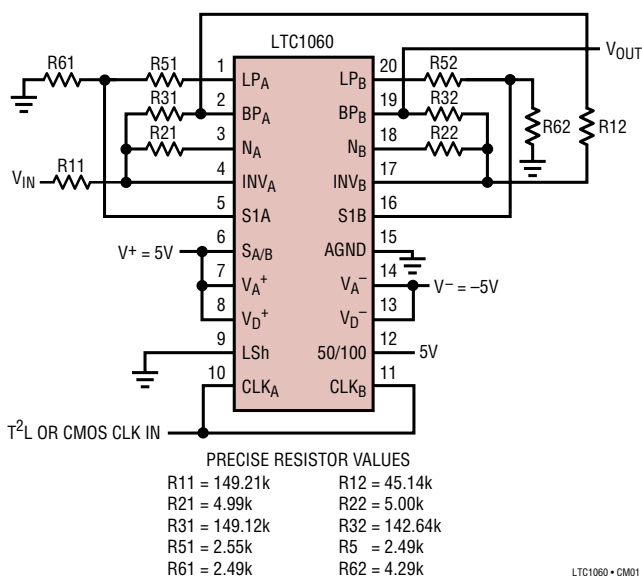 LTC1060
R61
R51
1
LPA
R31
2
BPA
R21
3
NA
VIN
R11
4
INVA
5
S1A
V+ = 5V
6
SA/B
7
VA+
8
VD+
9
LSh
10
CLKA
T2L OR CMOS CLK IN
20
LPB
R52
19
BPB
R32
18
NB
R22
17
INVB
16
S1B
15
AGND
14
VA–
V– = –5V
13
VD–
12
50/100
5V
11
CLKB
VOUT
R62
R12
PRECISE RESISTOR VALUES
R11 = 149.21k R12 = 45.14k
R21 = 4.99k R22 = 5.00k
R31 = 149.12k R32 = 142.64k
R51 = 2.55k R5 = 2.49k
R61 = 2.49k R62 = 4.29k
LTC1060 • CM01